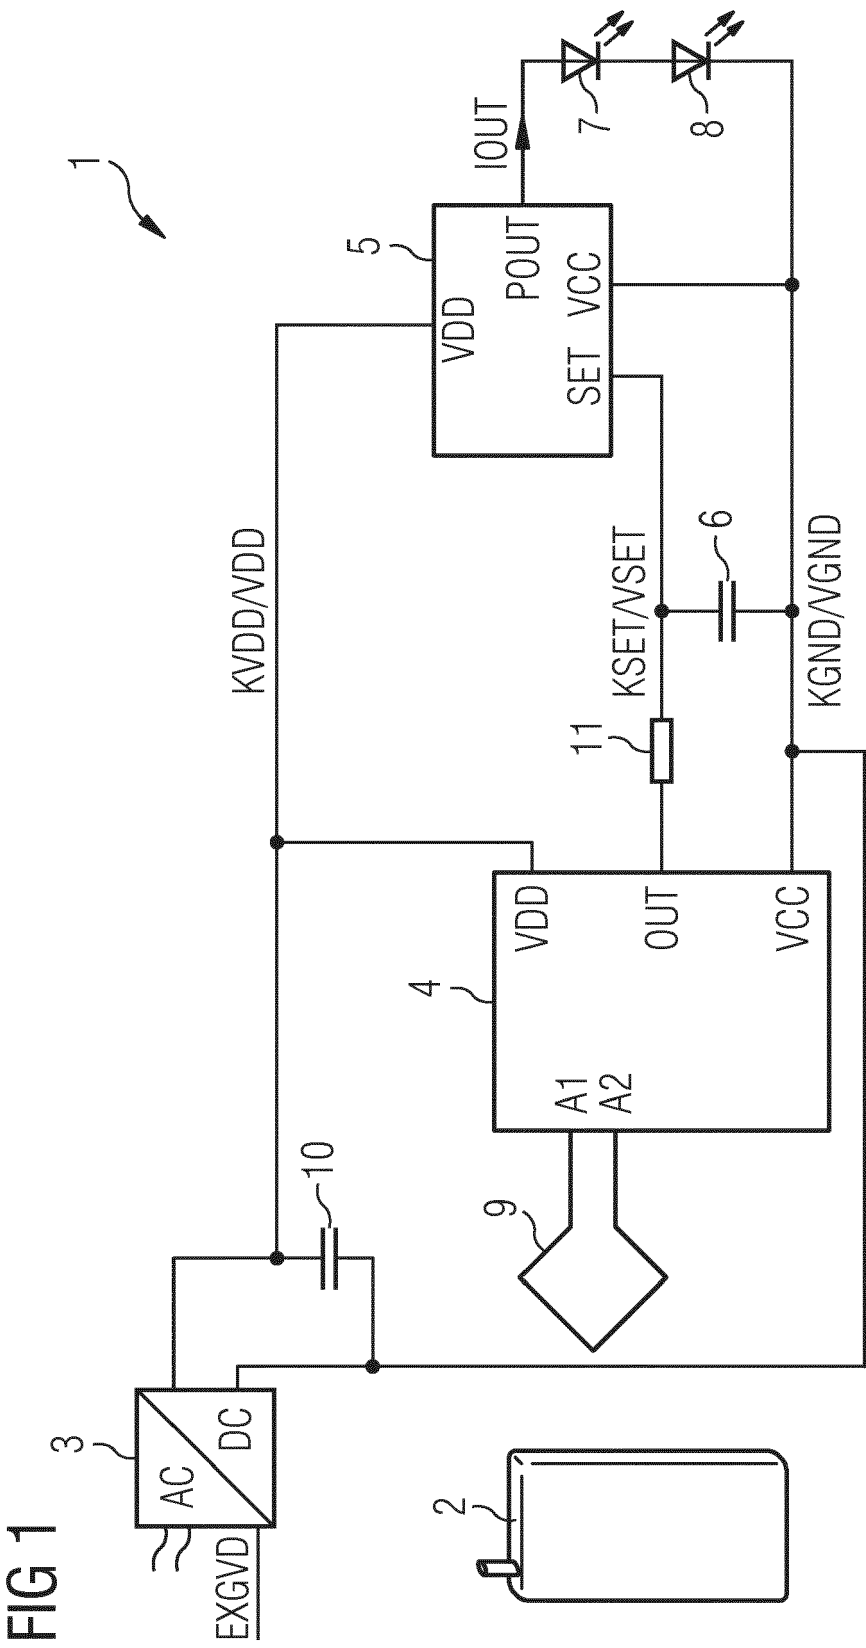 FIG 1
1
3
AC
DC
EXGVD
10
KVDD/VDD
5
VDD
POUT
SET
VCC
IOUT
7
8
2
9
4
A1
A2
VDD
OUT
VCC
11
KSET/VSET
6
KGND/VGND